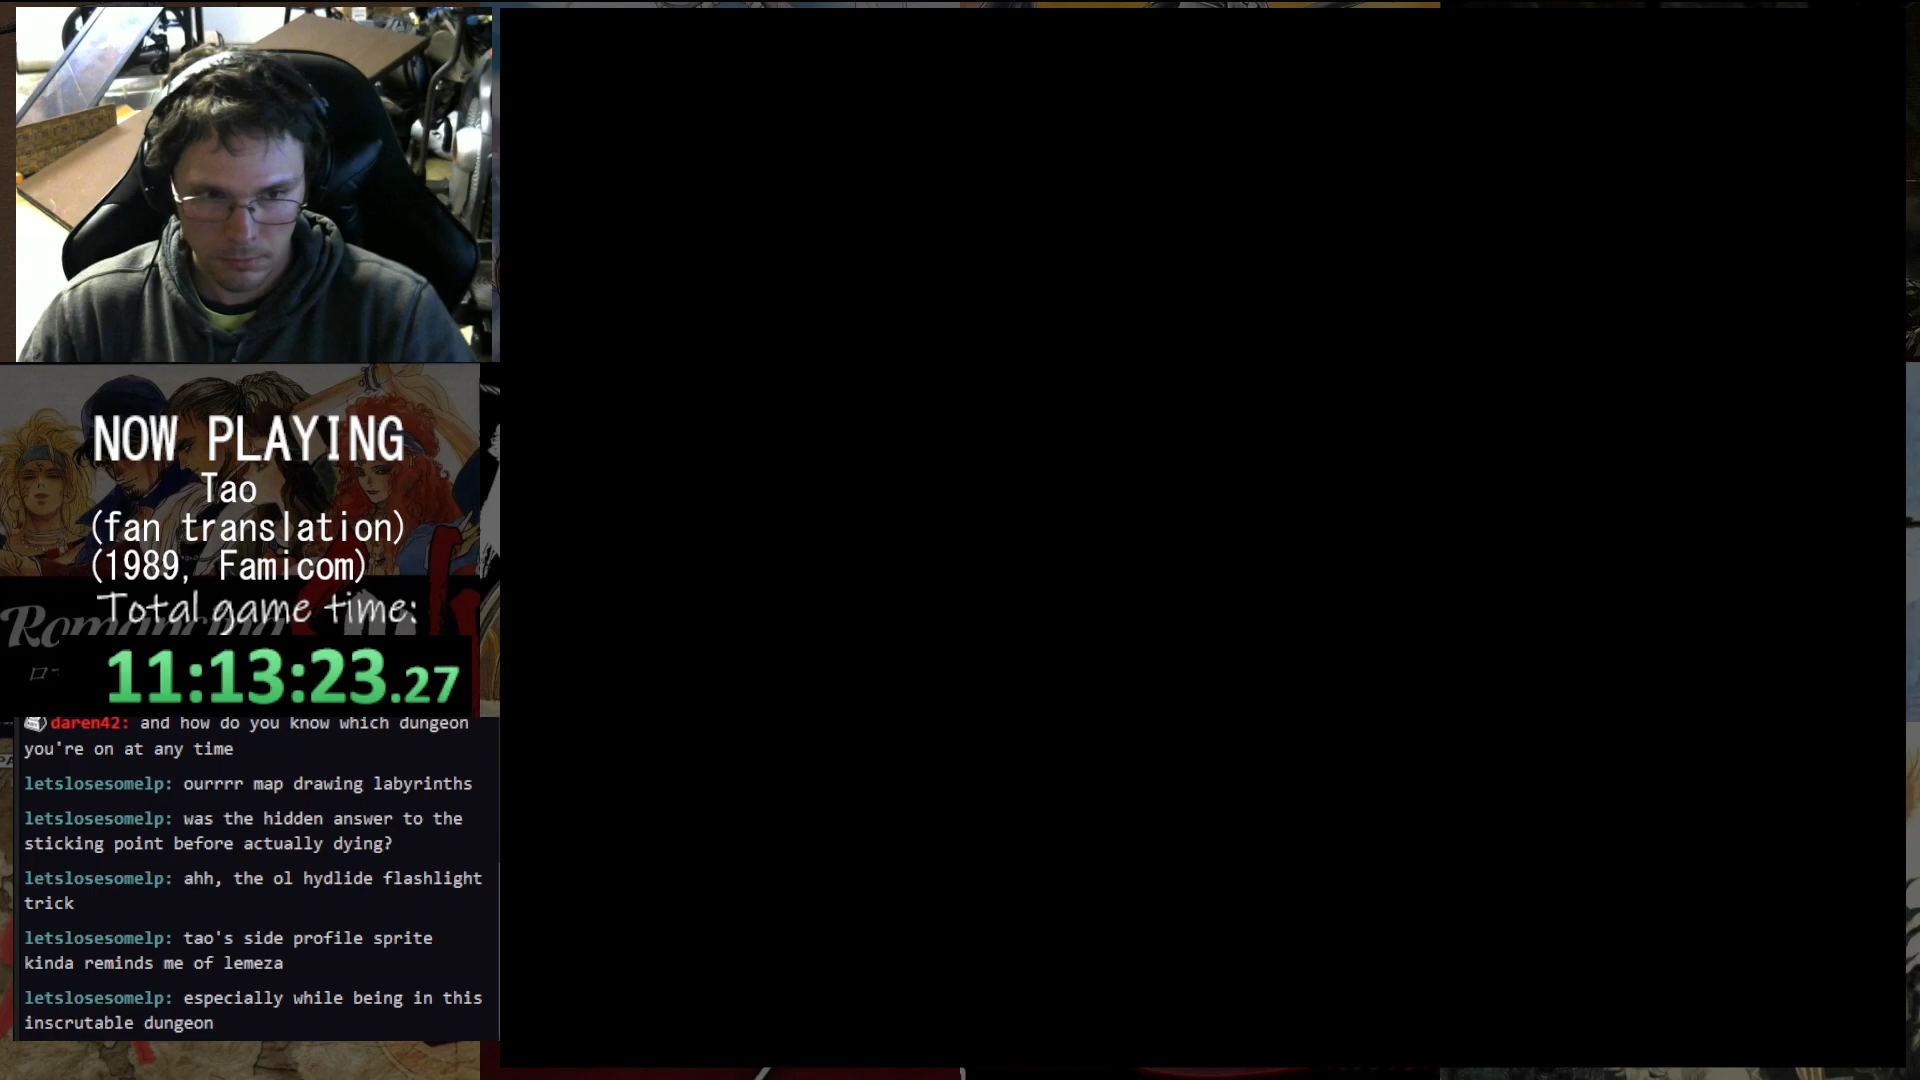 NOW PLAYING
Tao
(fan translation)
(1989, Famicom)
Total game time:
11:13:23.27
daren42: and how do you know which dungeon
you're on at any time
letslosesomelp: ourrrr map drawing labyrinths
letslosesomelp: was the hidden answer to the
sticking point before actually dying?
letslosesomelp: ahh, the ol hydlide flashlight
trick
letslosesomelp: tao's side profile sprite
kinda reminds me of lemeza
letslosesomelp: especially while being in this
inscrutable dungeon